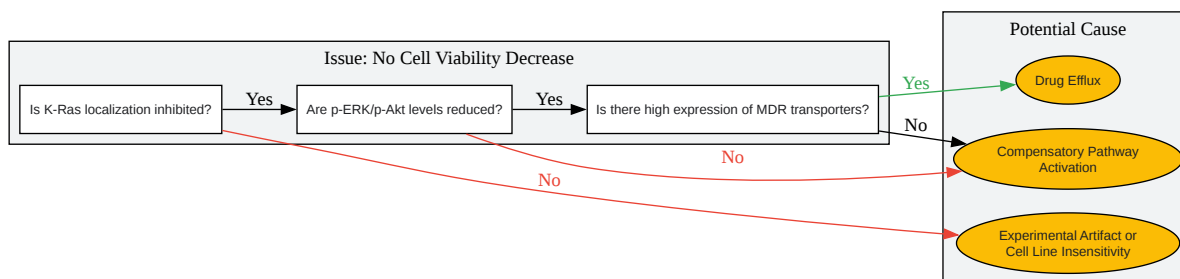 Potential Cause
Issue: No Cell Viability Decrease
Is K-Ras localization inhibited?
Yes
Are p-ERK/p-Akt levels reduced?
Yes
Is there high expression of MDR transporters?
Yes
Drug Efflux
No
Compensatory Pathway
Activation
No
No
Experimental Artifact or
Cell Line Insensitivity